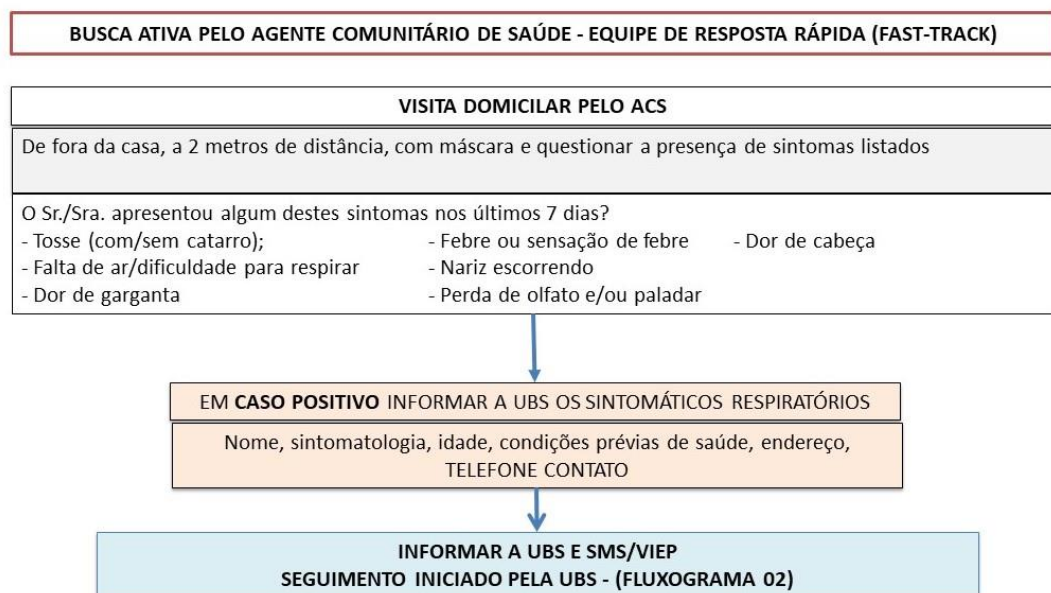 BUSCA ATIVA PELO AGENTE COMUNITÁRIO DE SAÚDE - EQUIPE DE RESPOSTA RÁPIDA (FAST-TRACK)
VISITA DOMICILAR PELO ACS
De fora da casa, a 2 metros de distância, com máscara e questionar a presença de sintomas listados
O Sr./Sra. apresentou algum destes sintomas nos últimos 7 dias?
- Tosse (com/sem catarro); - Febre ou sensação de febre - Dor de cabeça
- Falta de ar/dificuldade para respirar - Nariz escorrendo
- Dor de garganta - Perda de olfato e/ou paladar
EM CASO POSITIVO INFORMAR A UBS OS SINTOMÁTICOS RESPIRATÓRIOS
Nome, sintomatologia, idade, condições prévias de saúde, endereço,
TELEFONE CONTATO
INFORMAR A UBS E SMS/VIEP
SEGUIMENTO INICIADO PELA UBS - (FLUXOGRAMA 02)